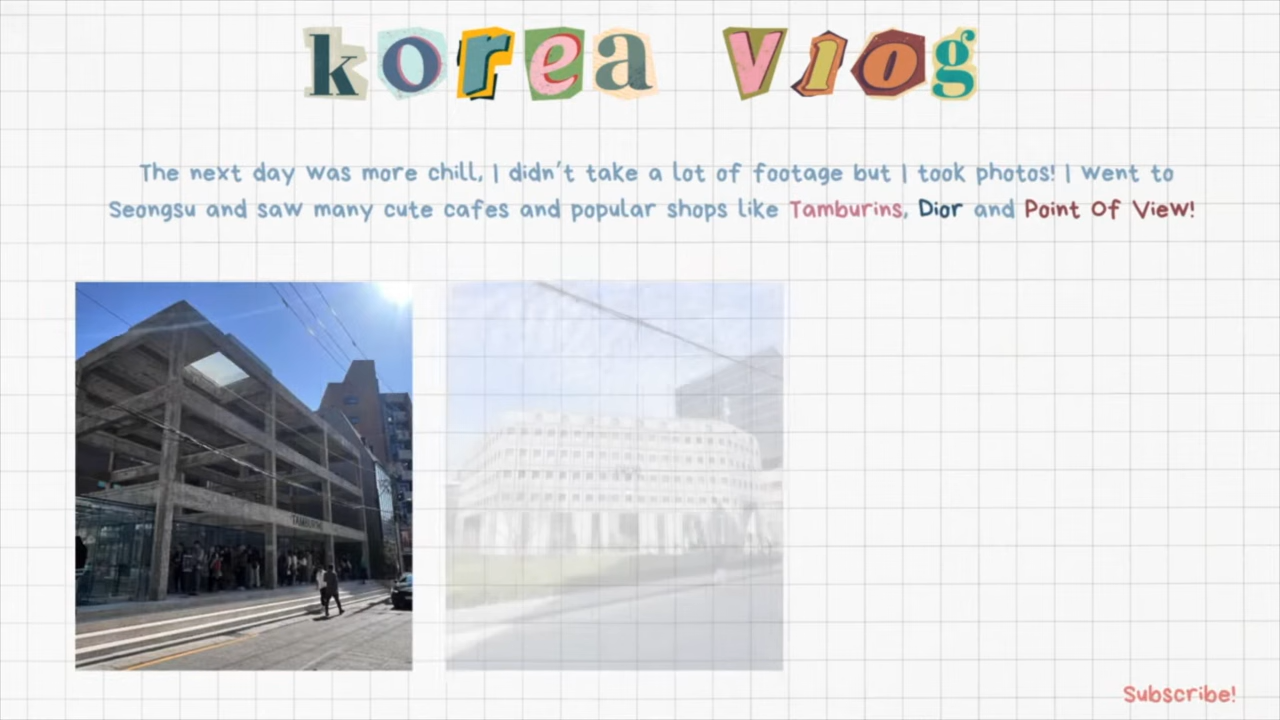 korea vlog
The next day was more chill, I didn't take a lot of footage but I took photos! I went to
Seongsu and saw many cute cafes and popular shops like Tamburins, Dior and Point Of View!
TAMBURINS
Subscribe!